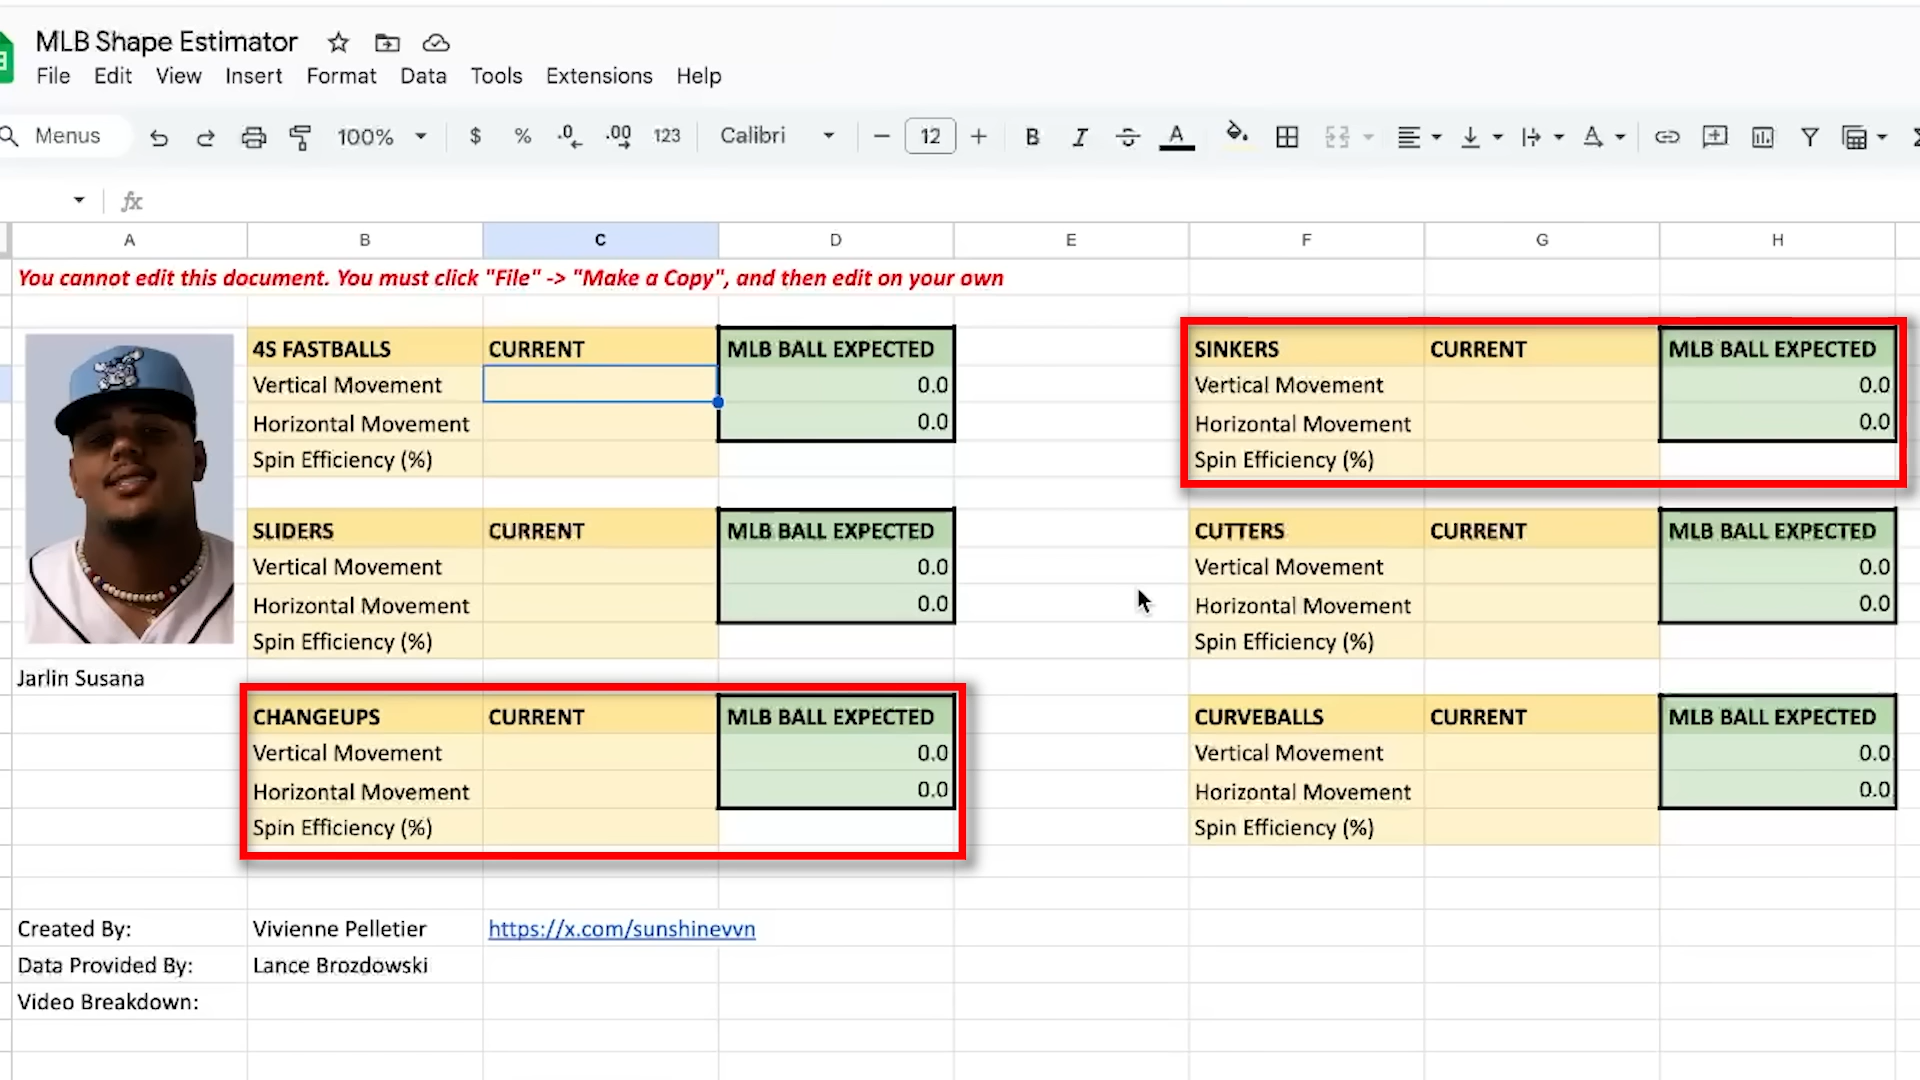 MLB Shape Estimator
File Edit View Insert Format Data Tools Extensions Help
Menus 100% $ % .0 .00 123 Calibri 12 B I A
fx
A B C D E F G H
You cannot edit this document. You must click "File" -> "Make a Copy", and then edit on your own
4S FASTBALLS CURRENT MLB BALL EXPECTED SINKERS CURRENT MLB BALL EXPECTED
Vertical Movement 0.0 Vertical Movement 0.0
Horizontal Movement 0.0 Horizontal Movement 0.0
Spin Efficiency (%) Spin Efficiency (%)
SLIDERS CURRENT MLB BALL EXPECTED CUTTERS CURRENT MLB BALL EXPECTED
Vertical Movement 0.0 Vertical Movement 0.0
Horizontal Movement 0.0 Horizontal Movement 0.0
Spin Efficiency (%) Spin Efficiency (%)
Jarlin Susana
CHANGEUPS CURRENT MLB BALL EXPECTED CURVEBALLS CURRENT MLB BALL EXPECTED
Vertical Movement 0.0 Vertical Movement 0.0
Horizontal Movement 0.0 Horizontal Movement 0.0
Spin Efficiency (%) Spin Efficiency (%)
Created By: Vivienne Pelletier https://x.com/sunshinevvn
Data Provided By: Lance Brozdowski
Video Breakdown: